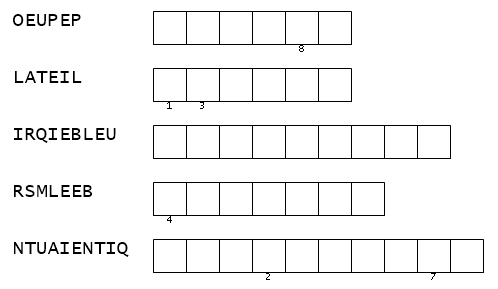 OEUPEP
8
LATEIL
1 3
IRQIEBLEU
RSMLEEB
4
NTUAIENTIQ
2 7